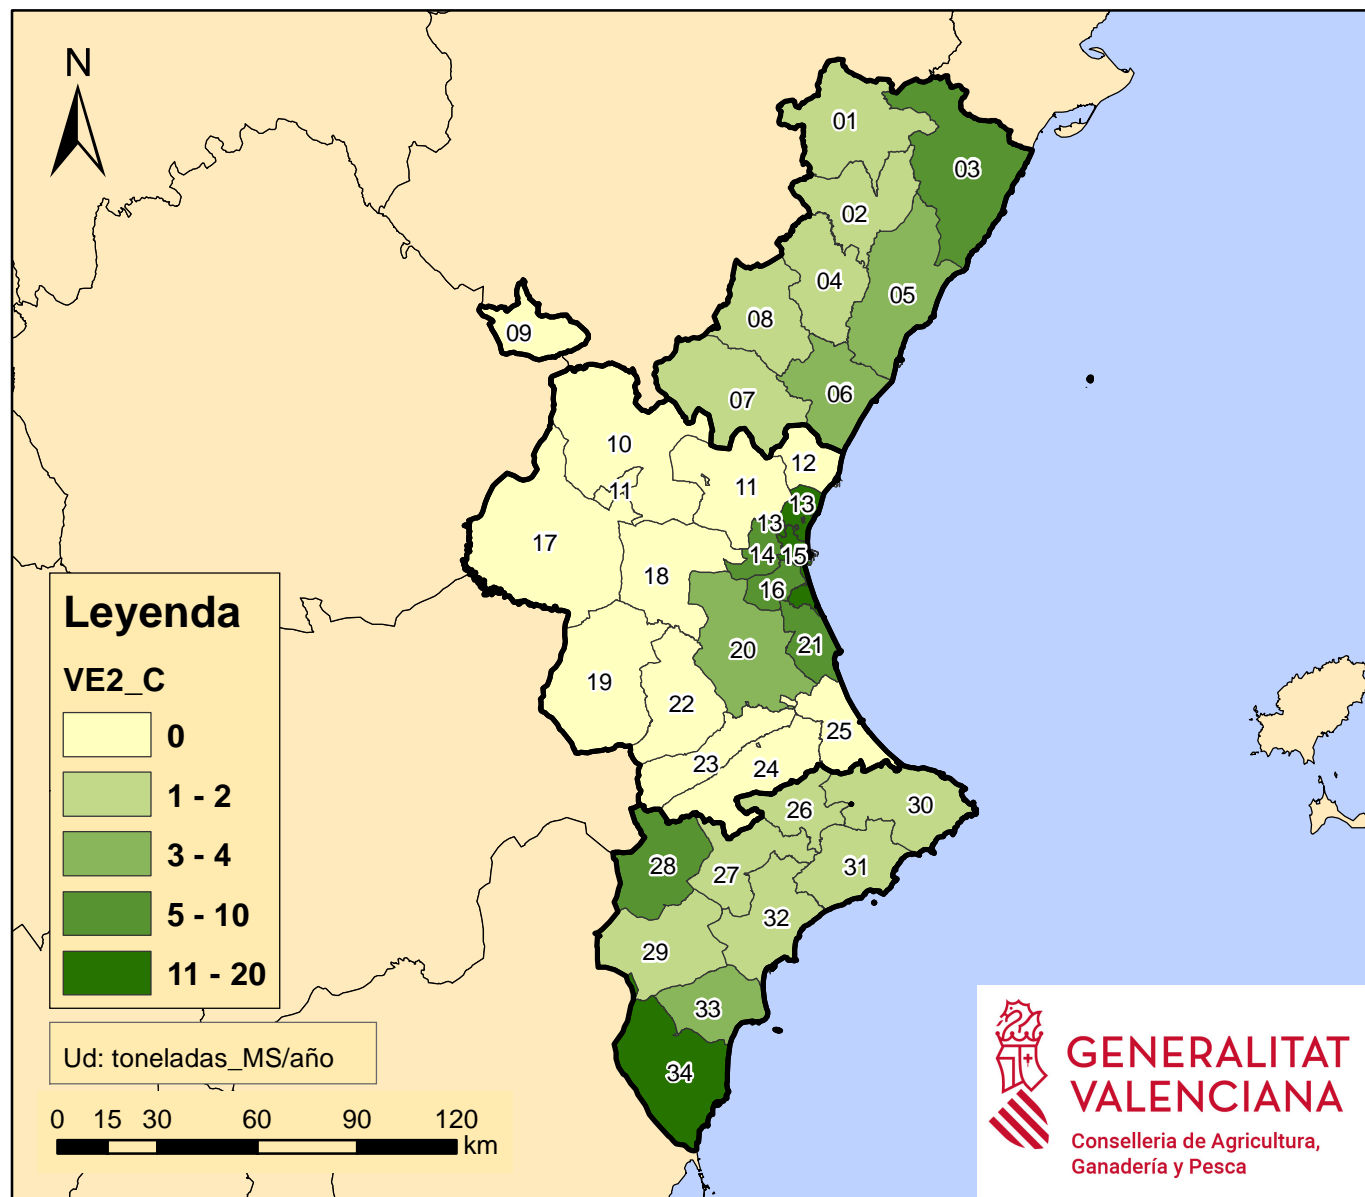 N
01
03
02
04
05
08
09
06
07
10
12
11
11
13
13
17
14
15
18
16
20
21
19
22
25
23
24
26
30
28
27
31
32
29
33
34
Leyenda
VE2_C
0
1 - 2
3 - 4
5 - 10
11 - 20
Ud: toneladas_MS/año
0 15 30 60 90 120
km
GENERALITAT
VALENCIANA
Conselleria de Agricultura,
Ganadería y Pesca